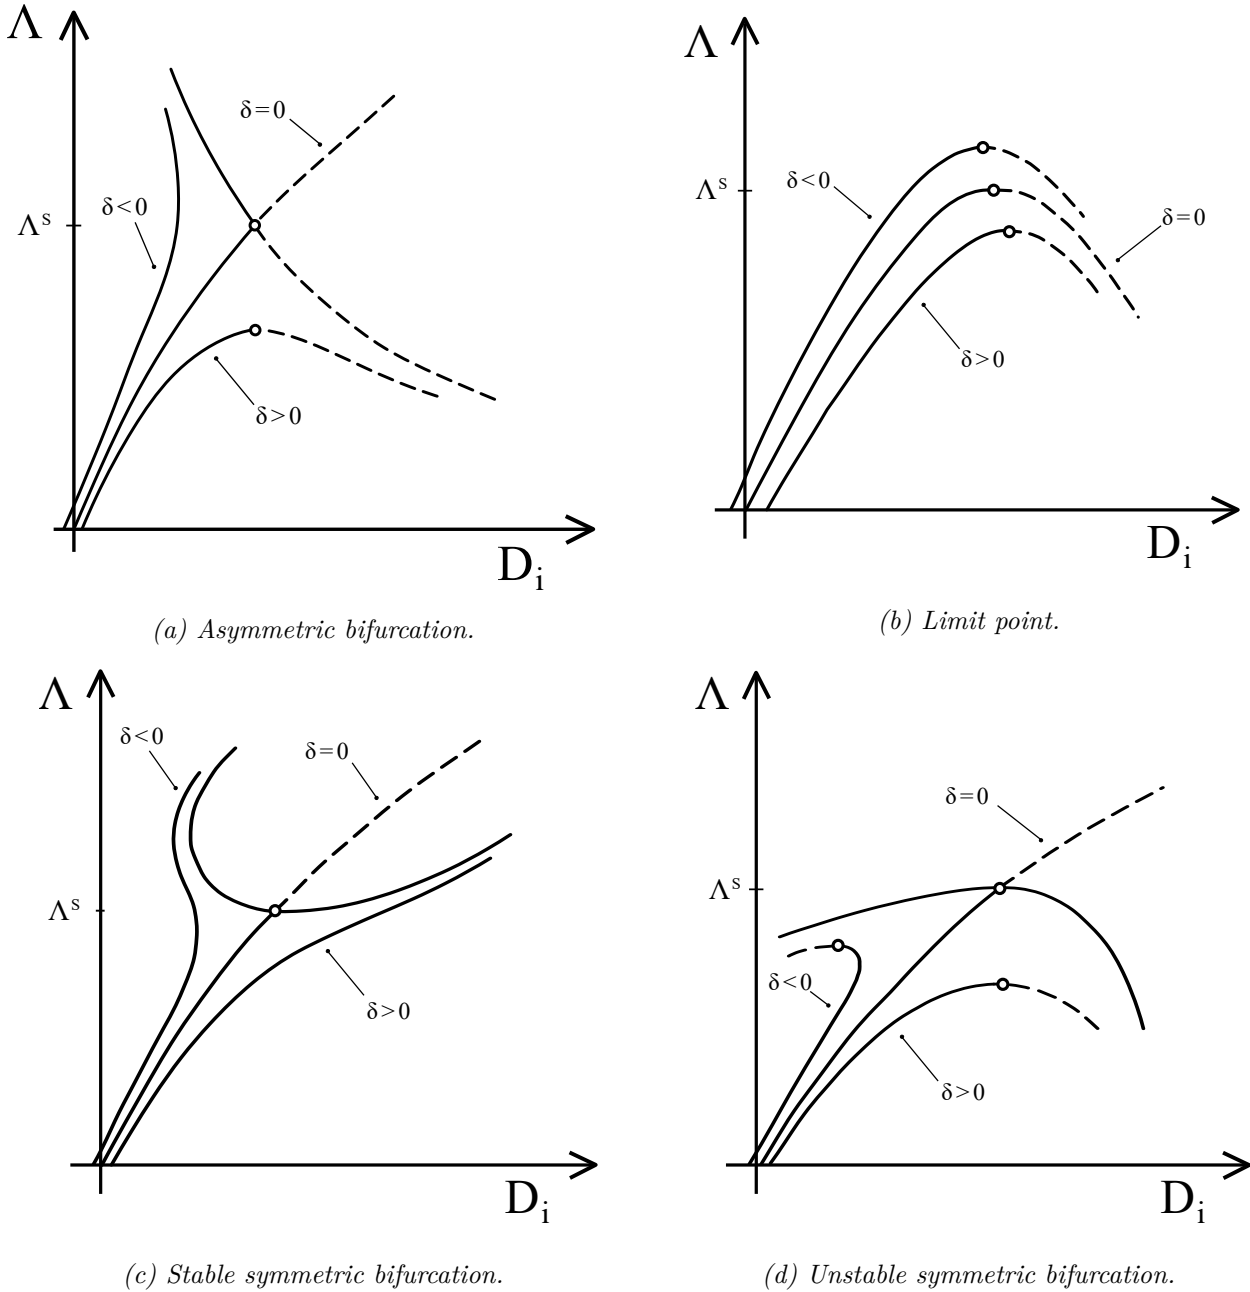 Λ
δ=0
δ<0
Λˢ
δ>0
Dᵢ
(a) Asymmetric bifurcation.
Λ
δ<0
Λˢ
δ=0
δ>0
Dᵢ
(b) Limit point.
Λ
δ<0
δ=0
Λˢ
δ>0
Dᵢ
(c) Stable symmetric bifurcation.
Λ
δ=0
Λˢ
δ<0
δ>0
Dᵢ
(d) Unstable symmetric bifurcation.